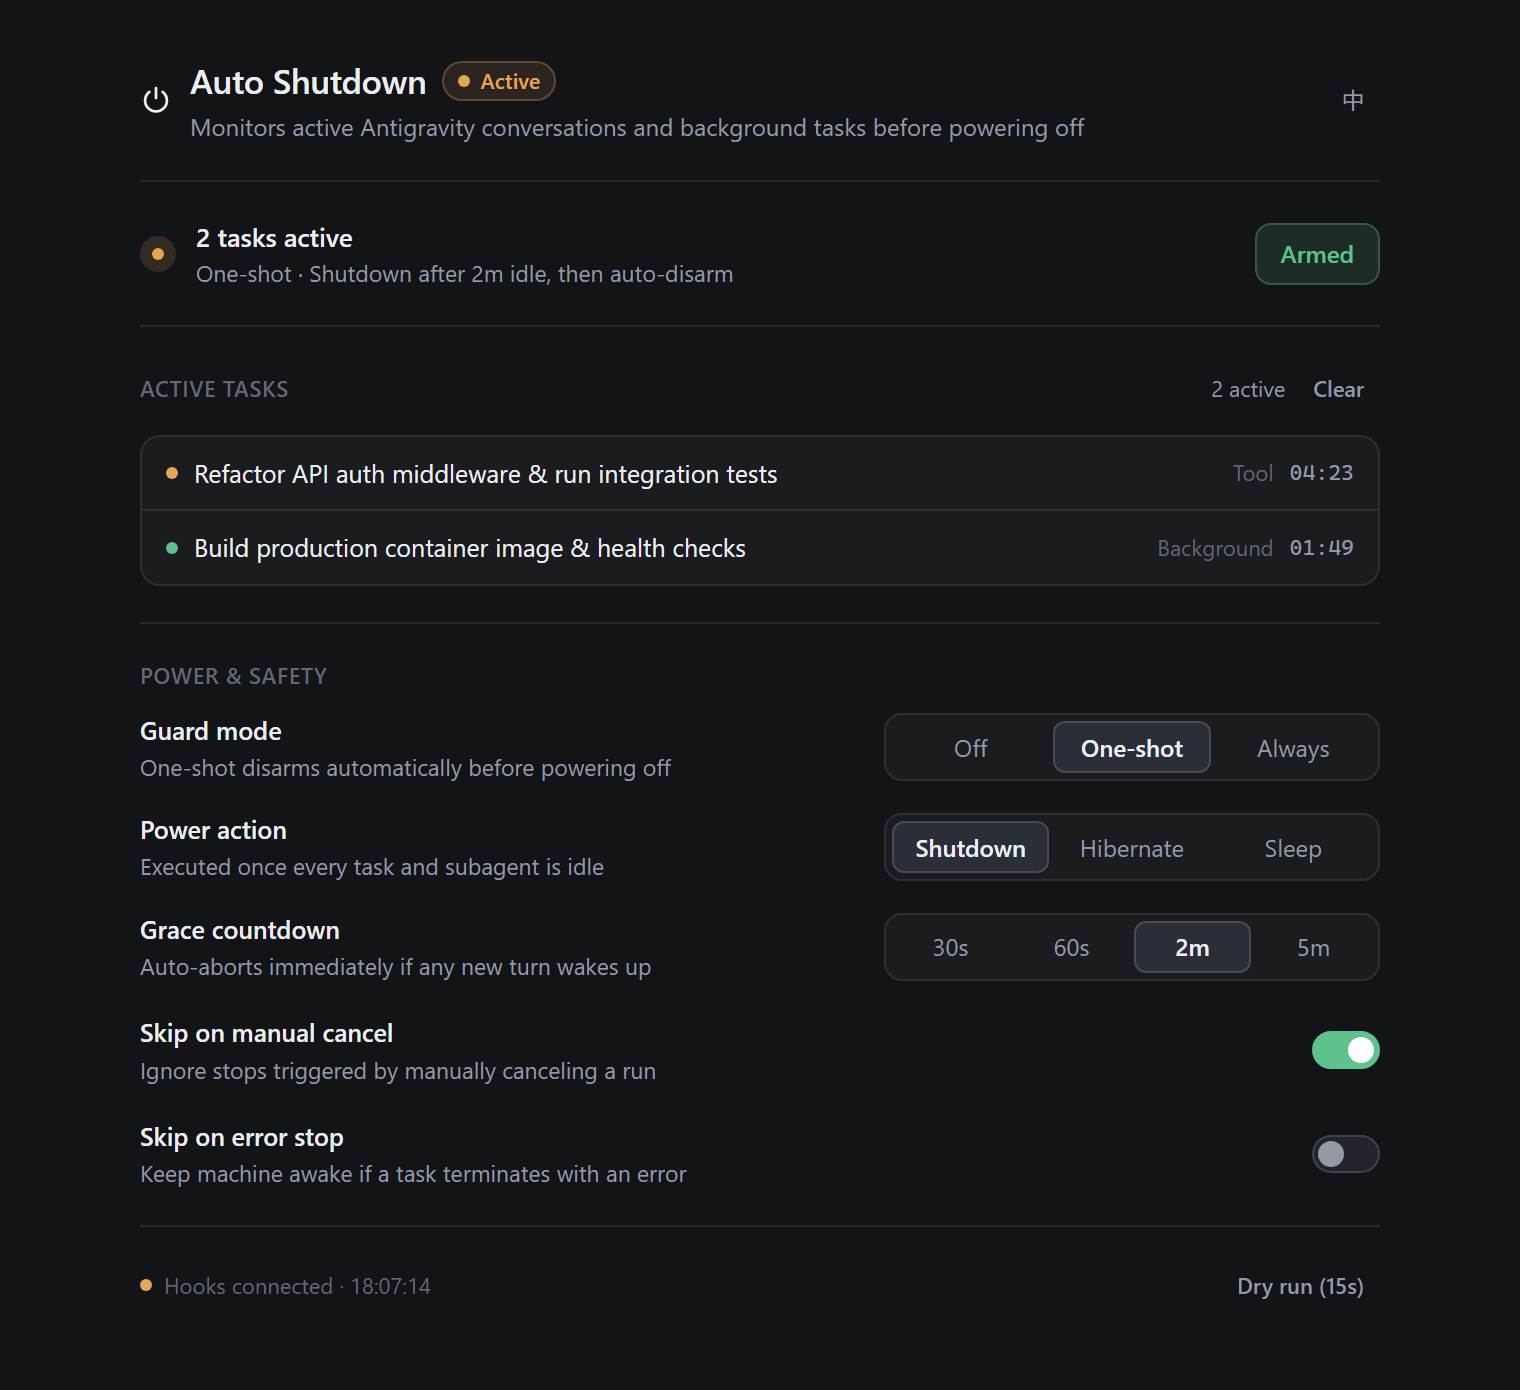 Auto Shutdown
Active
中
Monitors active Antigravity conversations and background tasks before powering off
2 tasks active
One-shot · Shutdown after 2m idle, then auto-disarm
Armed
ACTIVE TASKS
2 active
Clear
Refactor API auth middleware & run integration tests
Tool
04:23
Build production container image & health checks
Background
01:49
POWER & SAFETY
Guard mode
One-shot disarms automatically before powering off
Off
One-shot
Always
Power action
Executed once every task and subagent is idle
Shutdown
Hibernate
Sleep
Grace countdown
Auto-aborts immediately if any new turn wakes up
30s
60s
2m
5m
Skip on manual cancel
Ignore stops triggered by manually canceling a run
Skip on error stop
Keep machine awake if a task terminates with an error
Hooks connected · 18:07:14
Dry run (15s)